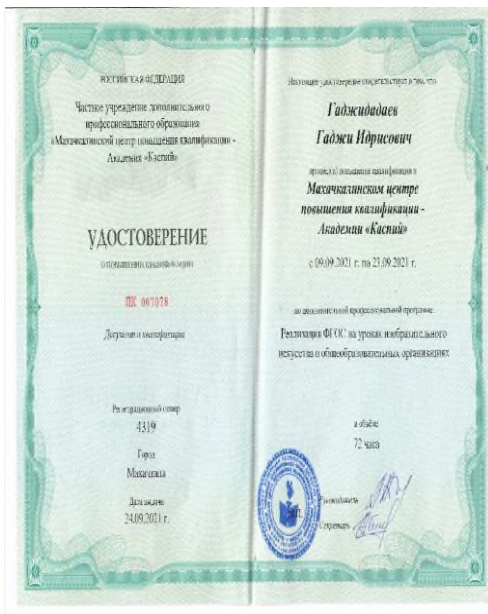 РОССИЙСКАЯ ФЕДЕРАЦИЯ
Частное учреждение дополнительного
профессионального образования
«Махачкалинский центр повышения квалификации -
Академия «Каспий»
УДОСТОВЕРЕНИЕ
о повышении квалификации
ПК 007078
Документ о квалификации
Регистрационный номер
4319
Город
Махачкала
Дата выдачи
24.09.2021 г.
Настоящее удостоверение свидетельствует о том, что
Гаджидадаев
Гаджи Идрисович
прошел(а) повышение квалификации в
Махачкалинском центре
повышения квалификации -
Академии «Каспий»
с 09.09.2021 г. по 23.09.2021 г.
по дополнительной профессиональной программе
Реализация ФГОС на уроках изобразительного
искусства в общеобразовательных организациях
в объёме
72 часа
Руководитель
Секретарь